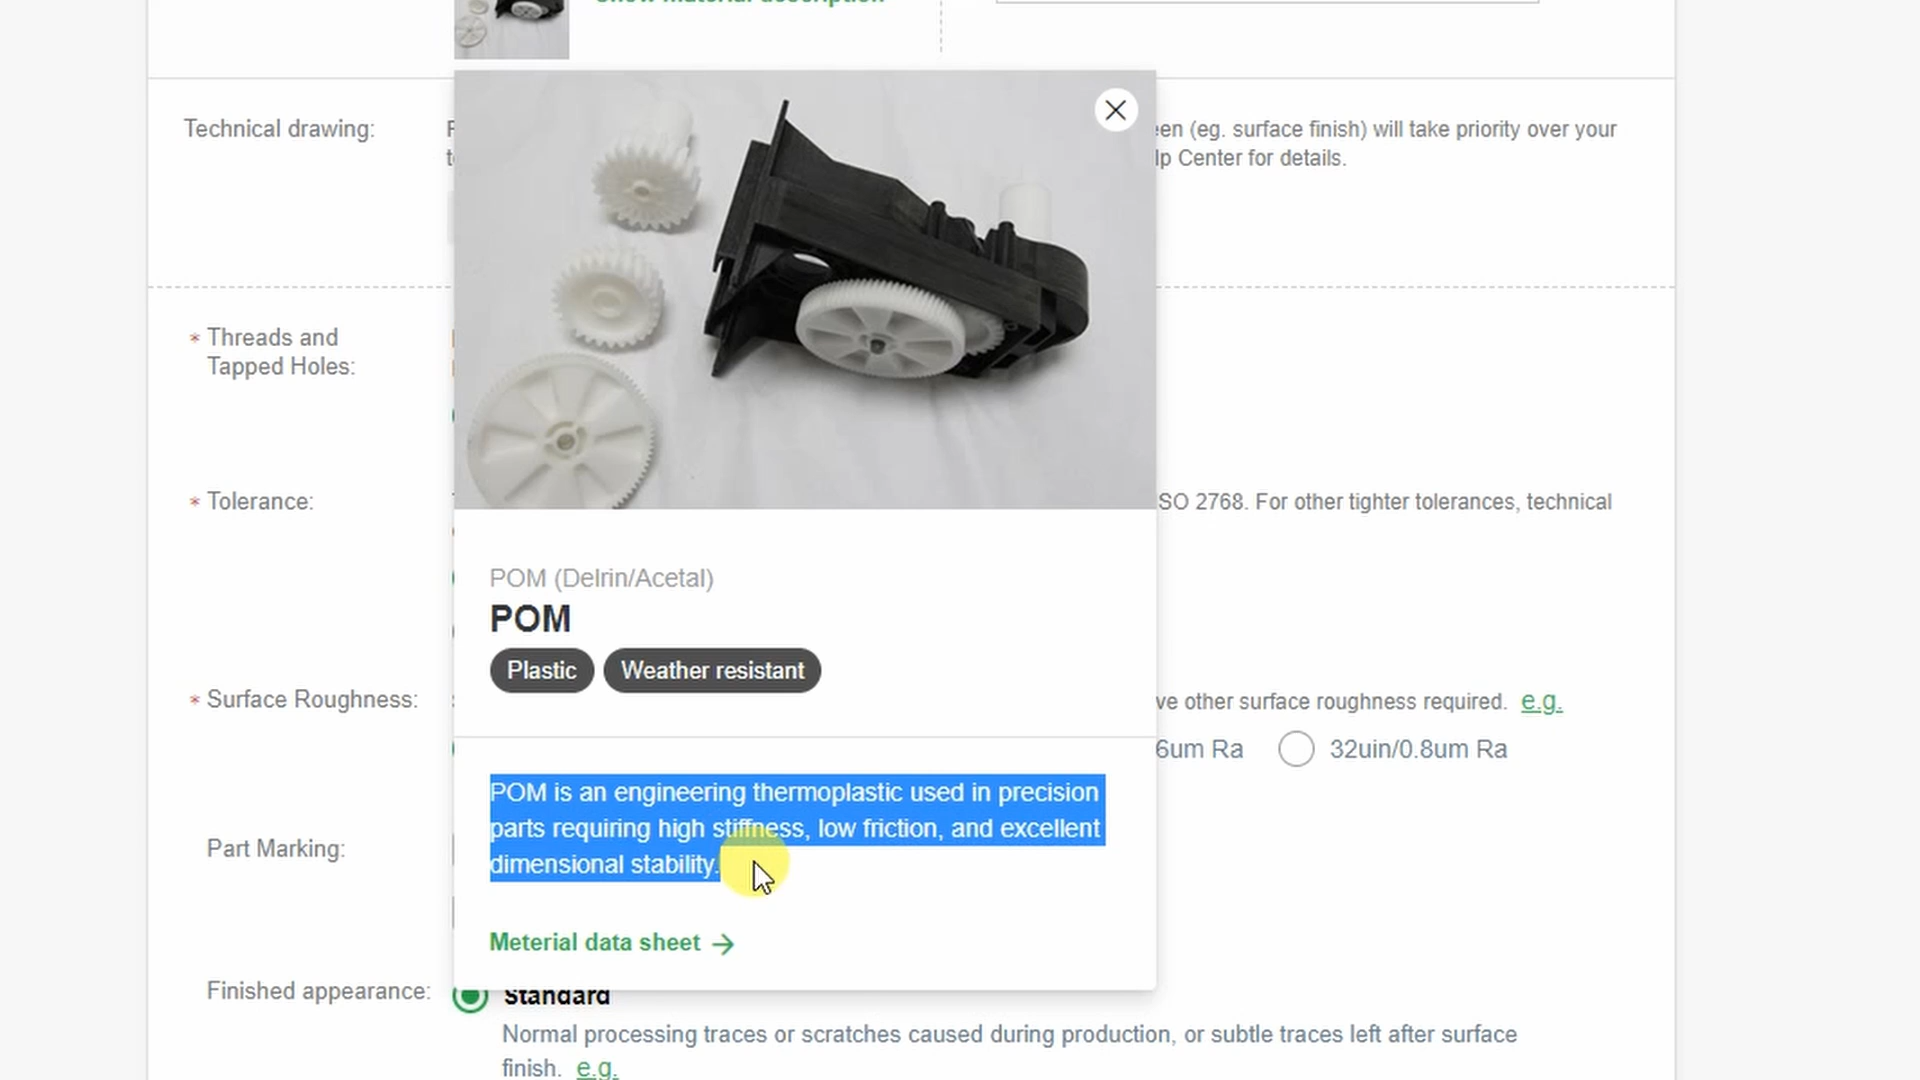 Technical drawing:
een (eg. surface finish) will take priority over your
lp Center for details.
* Threads and
Tapped Holes:
* Tolerance:
SO 2768. For other tighter tolerances, technical
POM (Delrin/Acetal)
POM
Plastic Weather resistant
* Surface Roughness:
ve other surface roughness required. e.g.
6um Ra 32uin/0.8um Ra
POM is an engineering thermoplastic used in precision
parts requiring high stiffness, low friction, and excellent
dimensional stability.
Part Marking:
Meterial data sheet →
Finished appearance:
Standard
Normal processing traces or scratches caused during production, or subtle traces left after surface
finish. e.g.